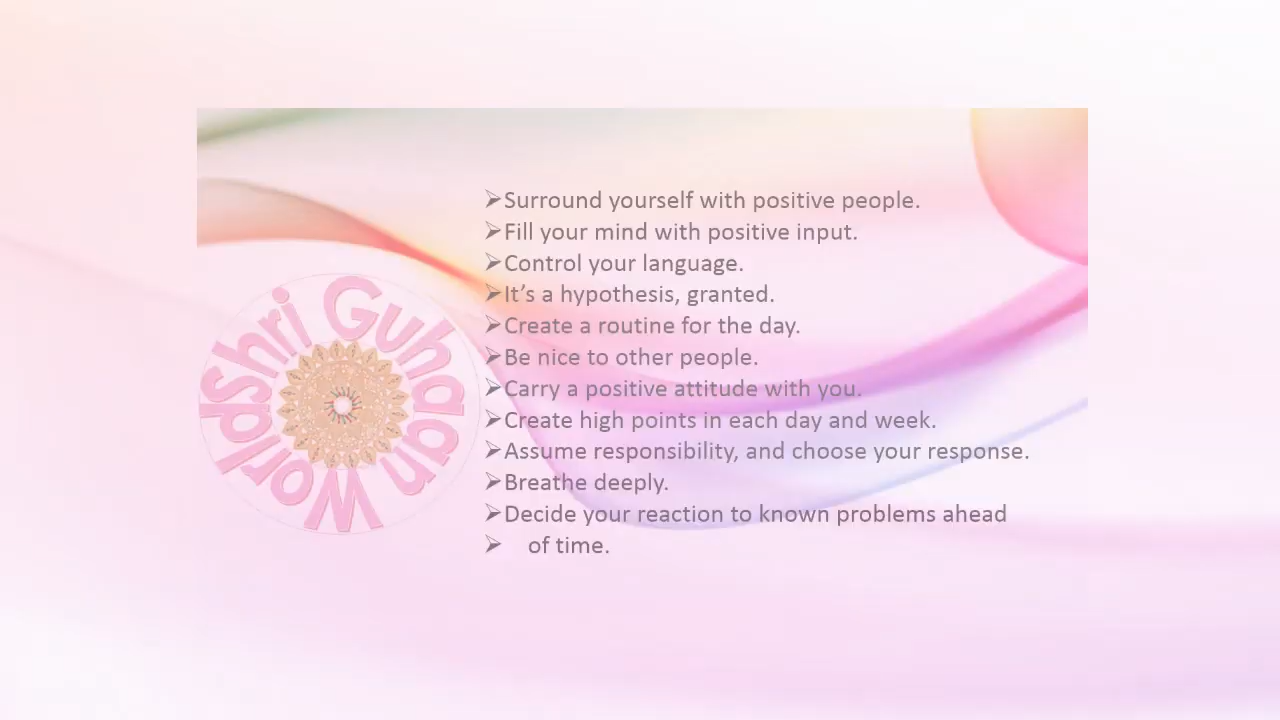 Shri Guhaan World
➢Surround yourself with positive people.
➢Fill your mind with positive input.
➢Control your language.
➢It’s a hypothesis, granted.
➢Create a routine for the day.
➢Be nice to other people.
➢Carry a positive attitude with you.
➢Create high points in each day and week.
➢Assume responsibility, and choose your response.
➢Breathe deeply.
➢Decide your reaction to known problems ahead
➢ of time.